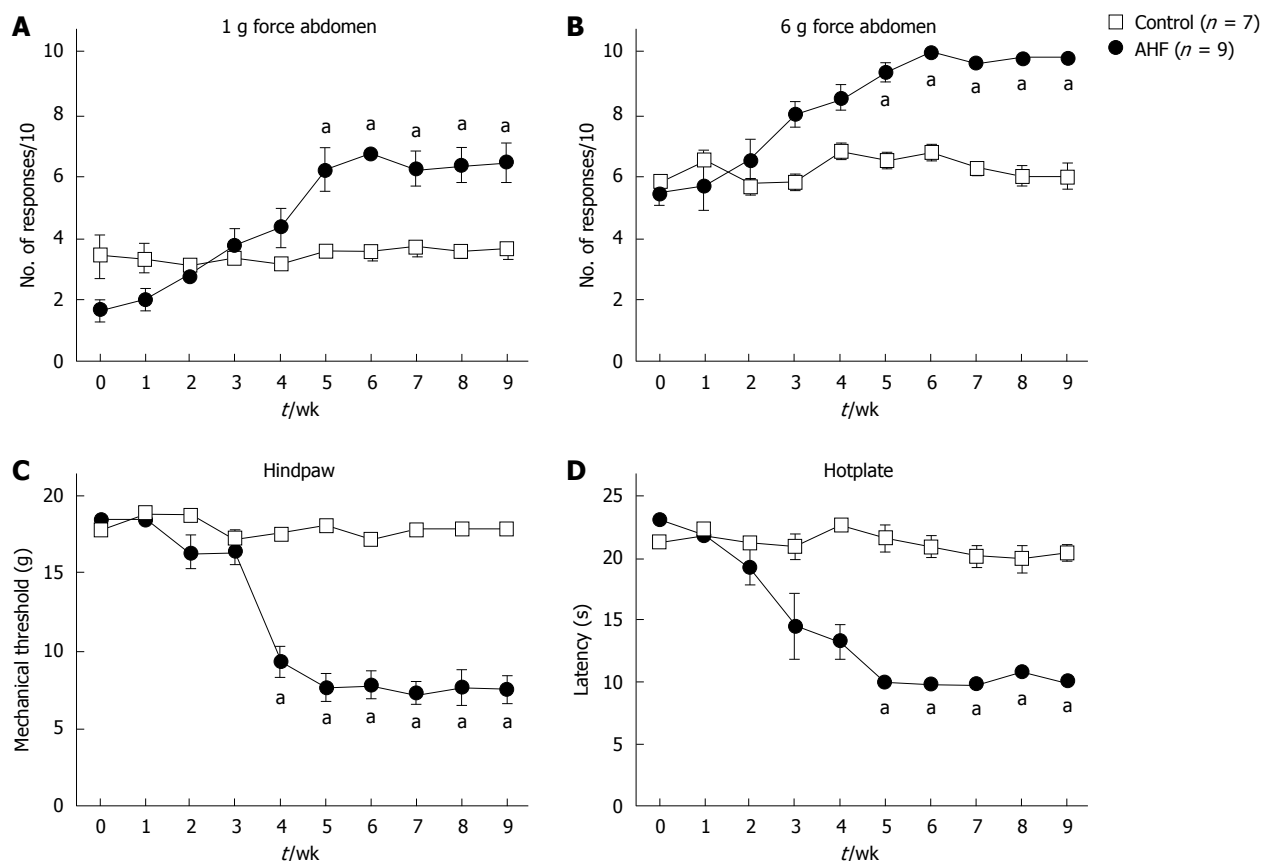 A
1 g force abdomen
No. of responses/10
10
8
6
4
2
0
a a a a a
0 1 2 3 4 5 6 7 8 9
t/wk
B
6 g force abdomen
Control (n = 7)
AHF (n = 9)
No. of responses/10
10
8
6
4
2
0
a a a a a
0 1 2 3 4 5 6 7 8 9
t/wk
C
Hindpaw
Mechanical threshold (g)
20
15
10
5
0
a a a a a a
0 1 2 3 4 5 6 7 8 9
t/wk
D
Hotplate
Latency (s)
25
20
15
10
5
0
a a a a a
0 1 2 3 4 5 6 7 8 9
t/wk